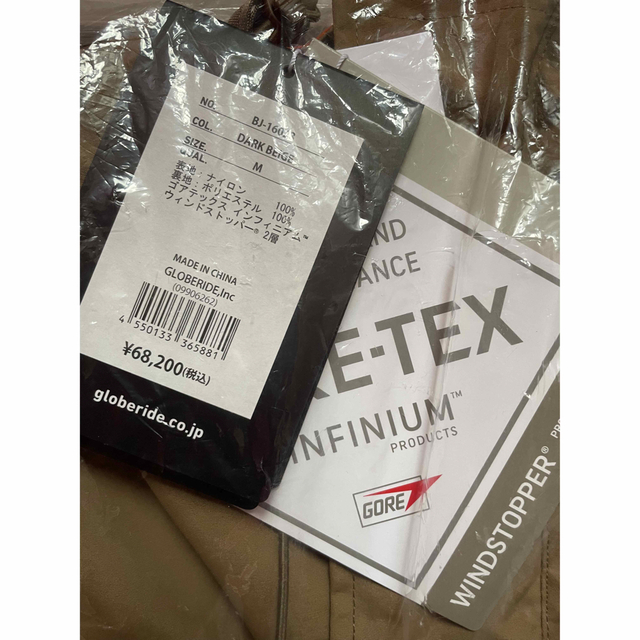 NO.
COL. DARK BEIGE
SIZE. M
QUAL.
表地：ナイロン 100%
裏地：ポリエステル 100%
ゴアテックス インフィニアム™
ウィンドストッパー® 2層
MADE IN CHINA
GLOBERIDE,Inc
(09906262)
4 550133 365881
¥68,200(税込)
globeride.co.jp
ND
ANCE
RE-TEX
INFINIUM™
PRODUCTS
GORE
WINDSTOPPER®